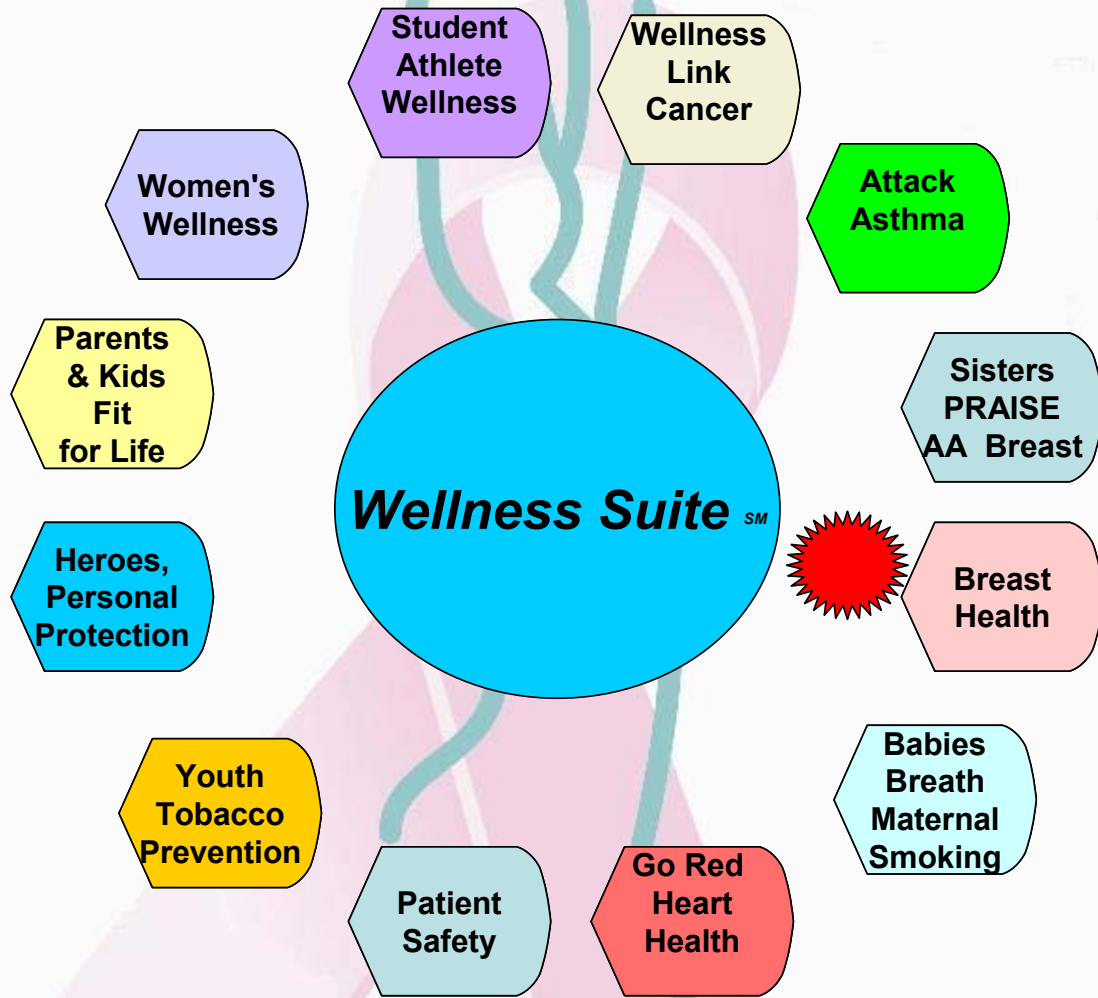 Student
Athlete
Wellness
Wellness
Link
Cancer
Women's
Wellness
Attack
Asthma
Parents
& Kids
Fit
for Life
Sisters
PRAISE
AA Breast
Wellness Suite SM
Heroes,
Personal
Protection
Breast
Health
Youth
Tobacco
Prevention
Babies
Breath
Maternal
Smoking
Patient
Safety
Go Red
Heart
Health